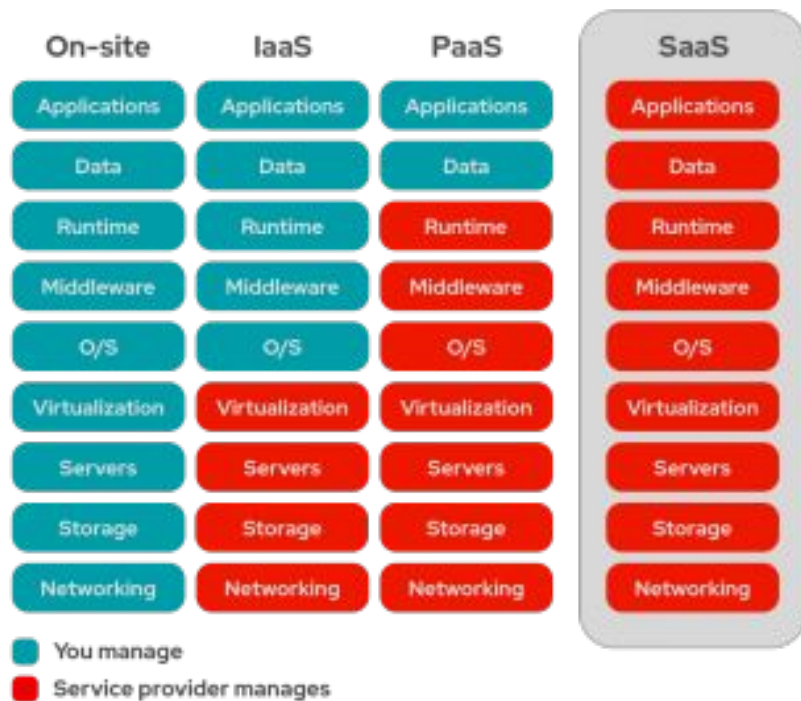 On-site IaaS PaaS SaaS
Applications Applications Applications Applications
Data Data Data Data
Runtime Runtime Runtime Runtime
Middleware Middleware Middleware Middleware
O/S O/S O/S O/S
Virtualization Virtualization Virtualization Virtualization
Servers Servers Servers Servers
Storage Storage Storage Storage
Networking Networking Networking Networking
You manage
Service provider manages